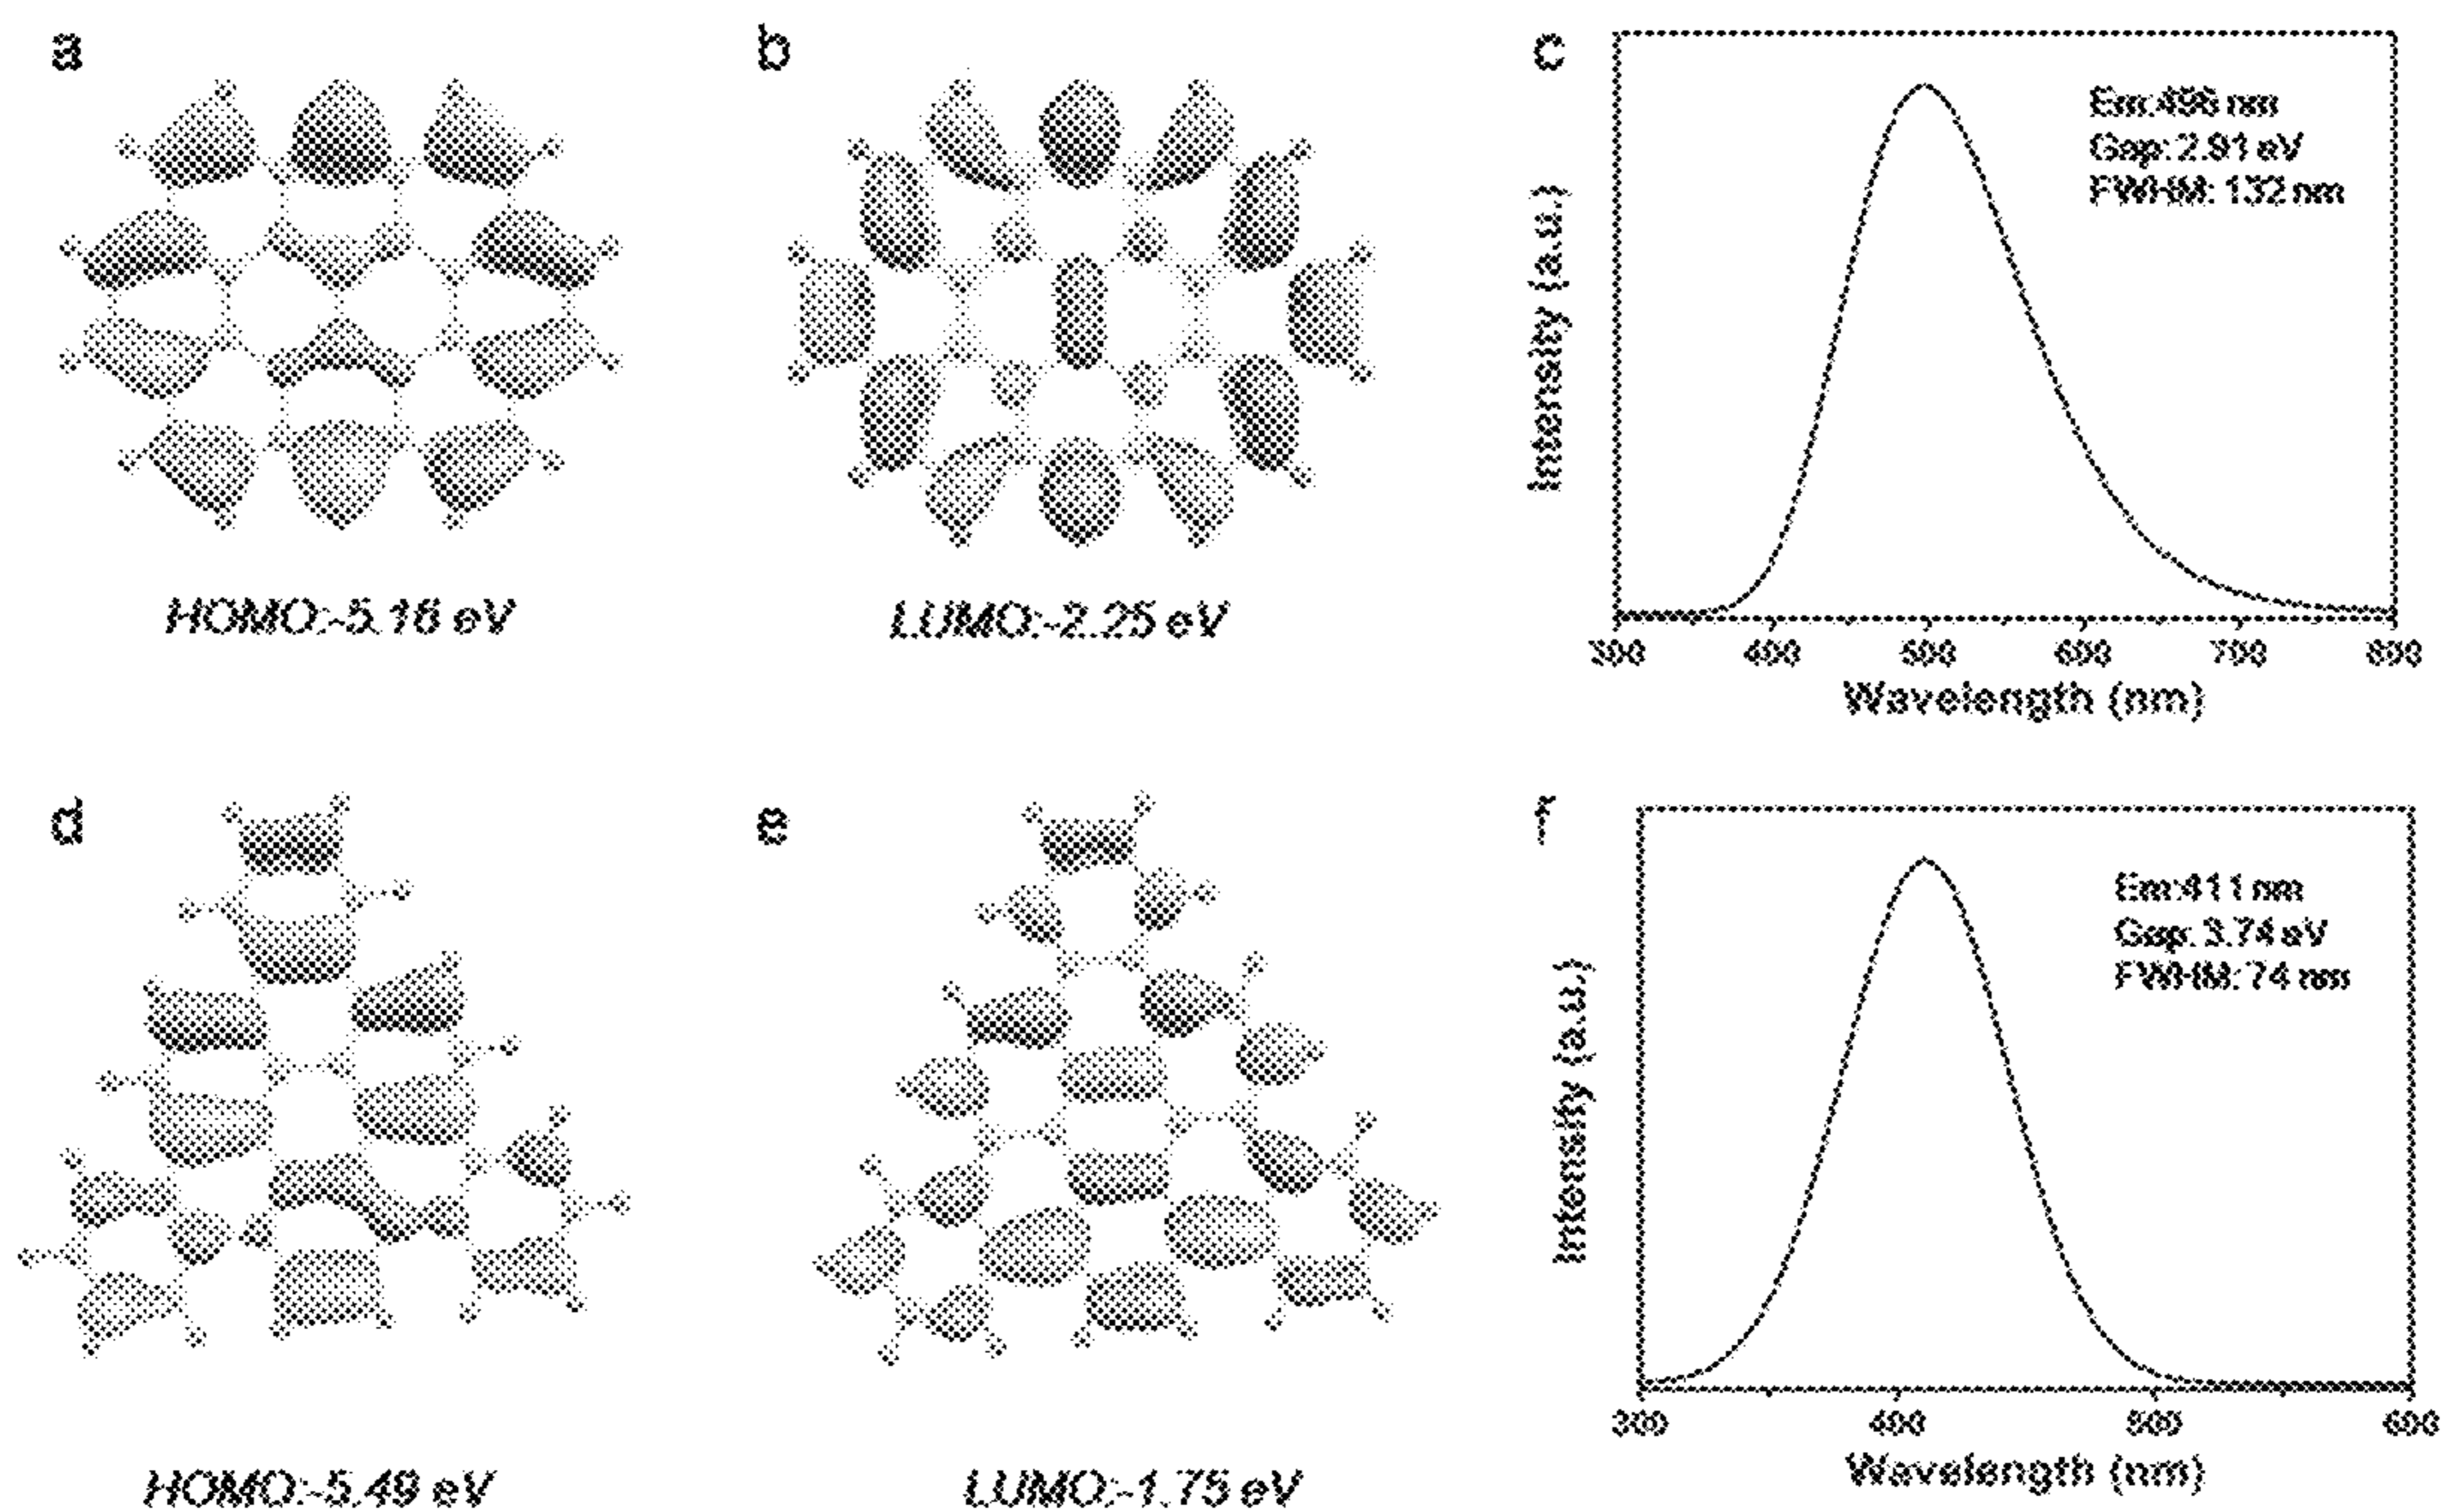 a
b
c
Em:498 nm
Gap: 2.91 eV
FWHM: 132 nm
Intensity (a.u.)
300 400 500 600 700 800
Wavelength (nm)
HOMO:-5.16 eV
LUMO:-2.25 eV
d
e
f
Em:411 nm
Gap: 3.74 eV
FWHM: 74 nm
Intensity (a.u.)
300 400 500 600
Wavelength (nm)
HOMO:-5.49 eV
LUMO:-1.75 eV